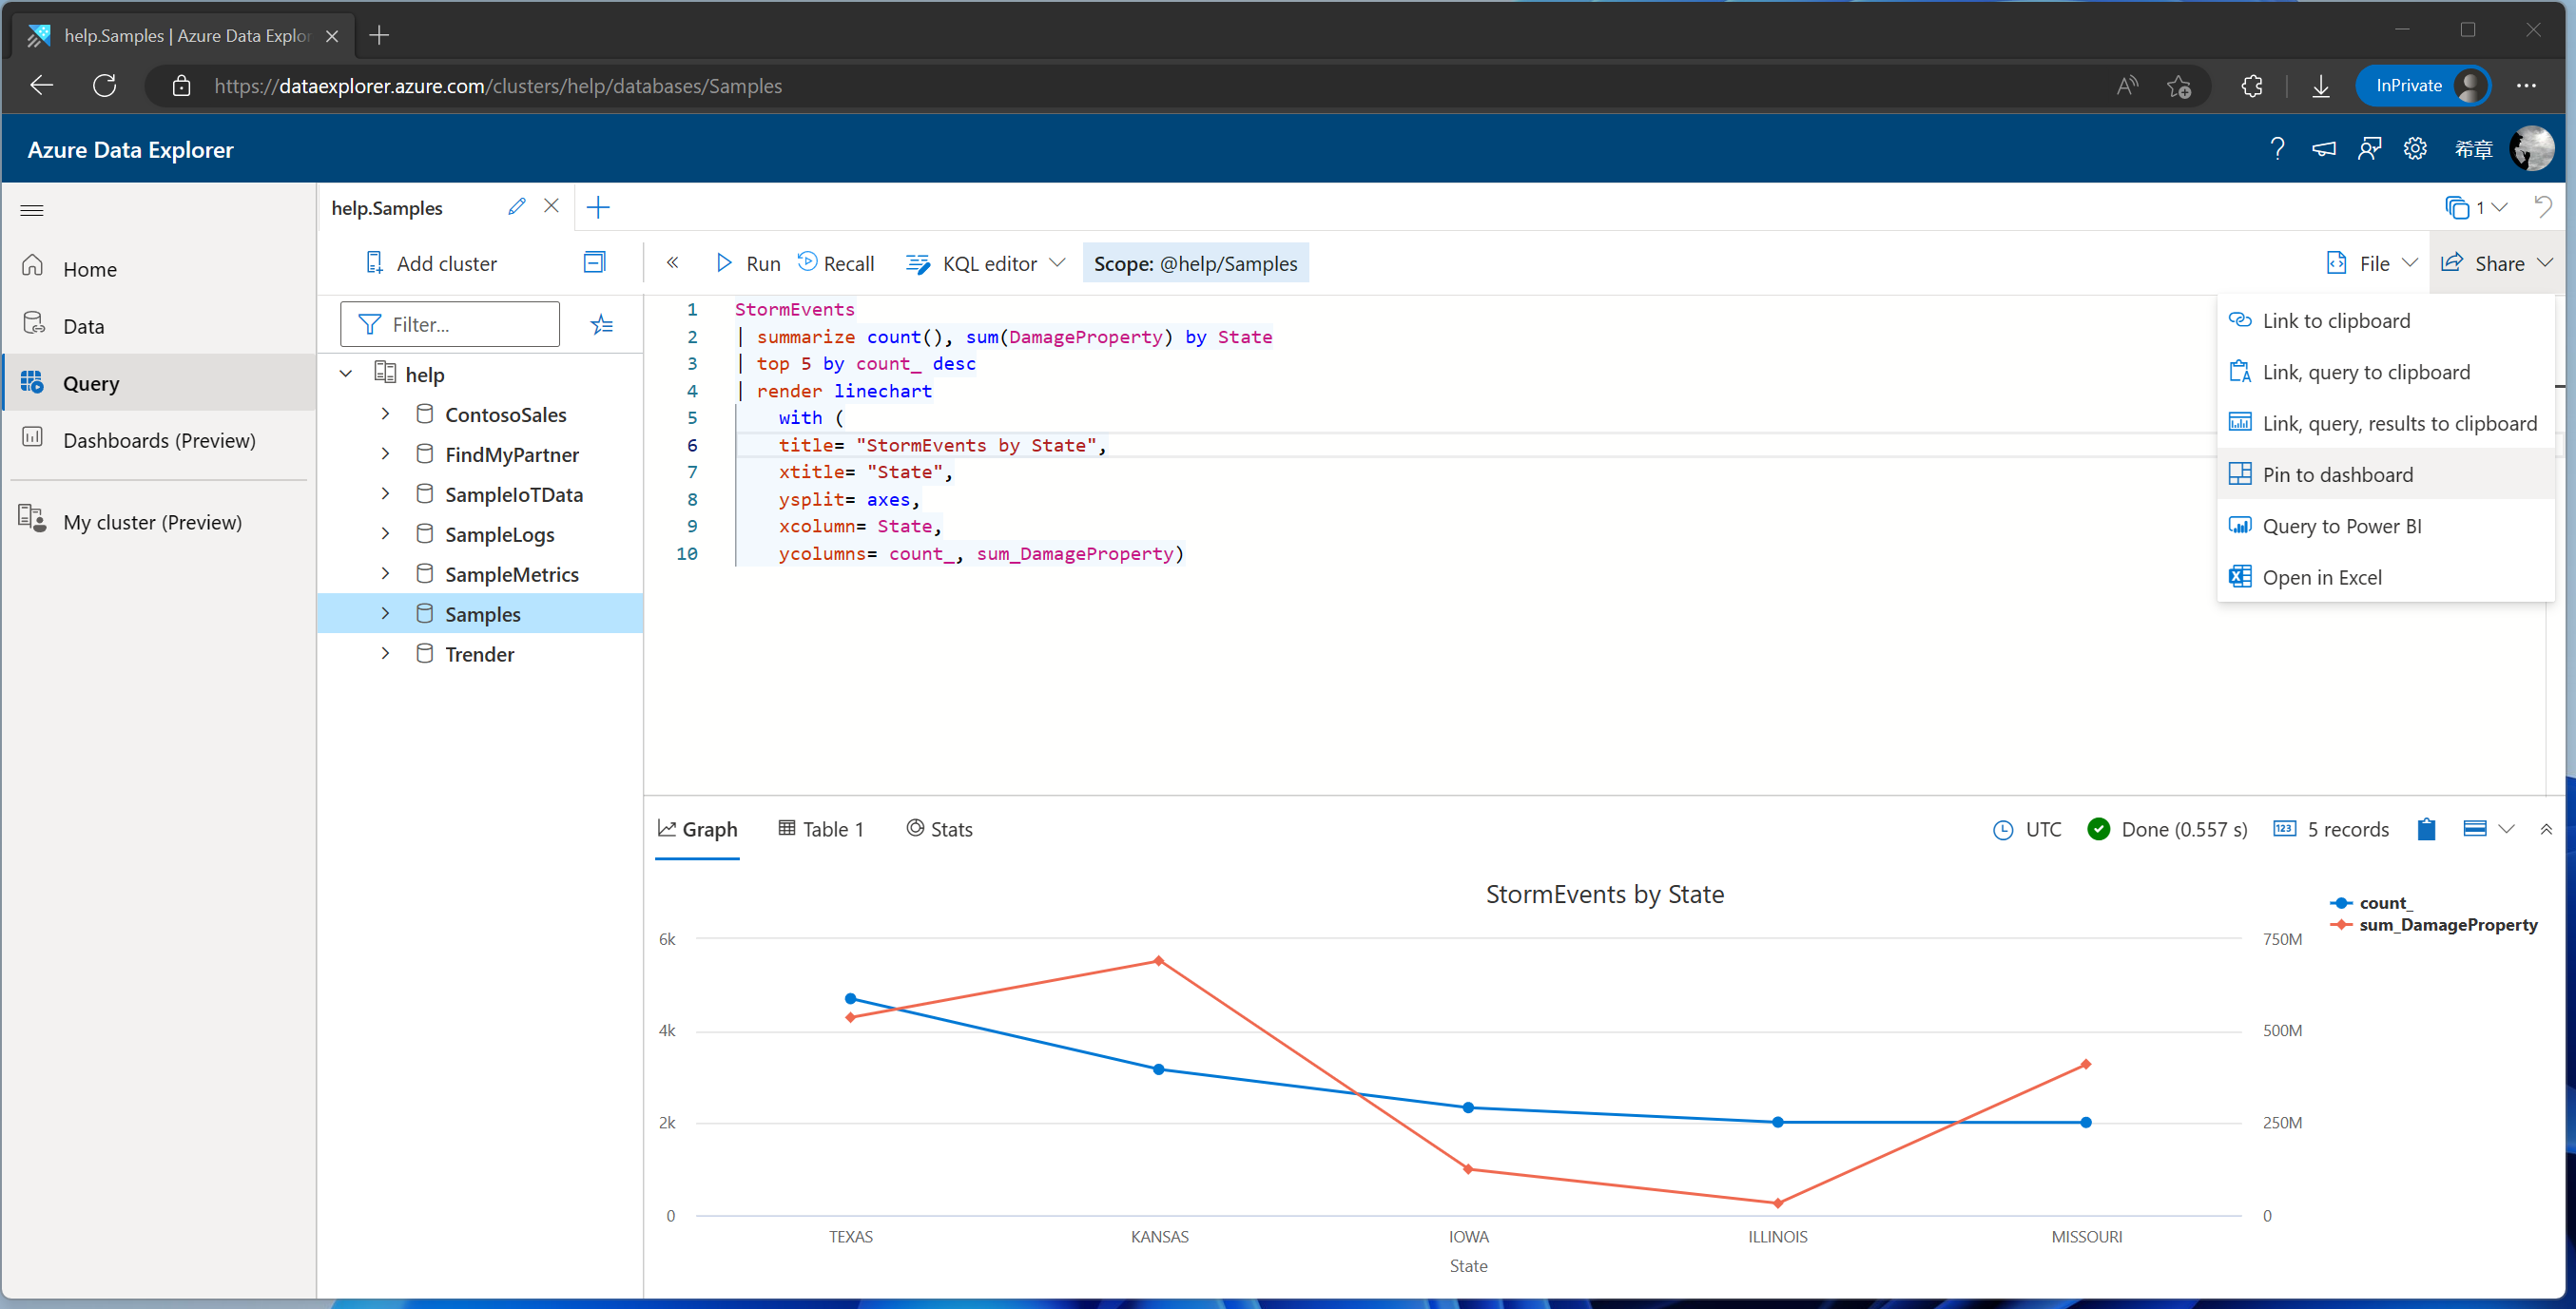 help.Samples | Azure Data Explor
https://dataexplorer.azure.com/clusters/help/databases/Samples
InPrivate
Azure Data Explorer
希章
help.Samples
1
Home
Data
Query
Dashboards (Preview)
My cluster (Preview)
Add cluster
Filter...
help
ContosoSales
FindMyPartner
SampleIoTData
SampleLogs
SampleMetrics
Samples
Trender
Run
Recall
KQL editor
Scope: @help/Samples
File
Share
1 StormEvents
2 | summarize count(), sum(DamageProperty) by State
3 | top 5 by count_ desc
4 | render linechart
5 with (
6 title= "StormEvents by State",
7 xtitle= "State",
8 ysplit= axes,
9 xcolumn= State,
10 ycolumns= count_, sum_DamageProperty)
Link to clipboard
Link, query to clipboard
Link, query, results to clipboard
Pin to dashboard
Query to Power BI
Open in Excel
Graph
Table 1
Stats
UTC
Done (0.557 s)
123
5 records
StormEvents by State
count_
sum_DamageProperty
6k
4k
2k
0
750M
500M
250M
0
TEXAS
KANSAS
IOWA
ILLINOIS
MISSOURI
State